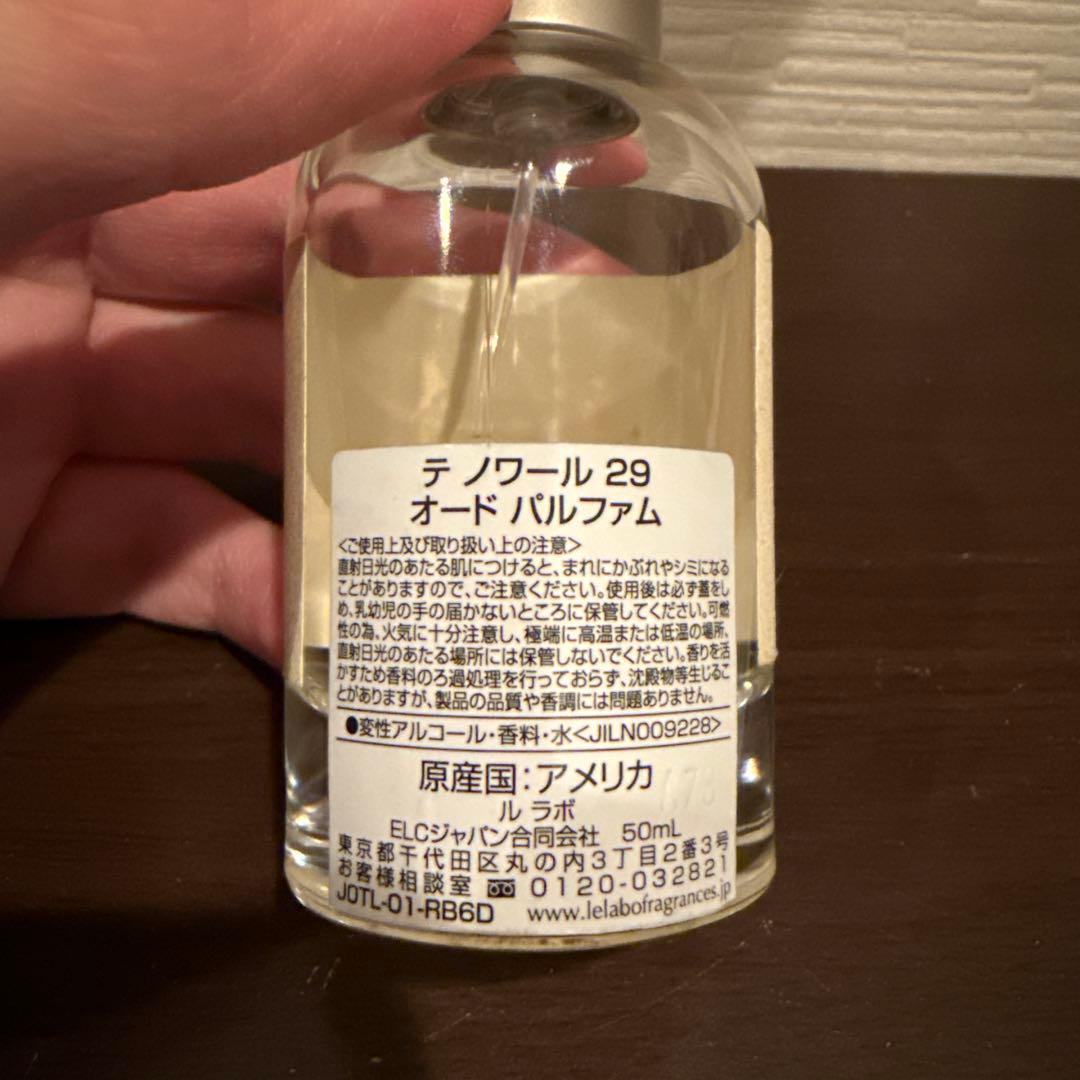 テ ノワール 29
オード パルファム
<ご使用上及び取り扱い上の注意>
直射日光のあたる肌につけると、まれにかぶれやシミになる
ことがありますので、ご注意ください。使用後は必ず蓋をし
め、乳幼児の手の届かないところに保管してください。可燃
性の為、火気に十分注意し、極端に高温または低温の場所、
直射日光のあたる場所には保管しないでください。香りを活
かすため香料のろ過処理を行っておらず、沈殿物等生じるこ
とがありますが、製品の品質や香調には問題ありません。
●変性アルコール・香料・水<JILN009228>
原産国：アメリカ
ル ラボ
ELCジャパン合同会社 50mL
東京都千代田区丸の内3丁目2番3号
お客様相談室 0120-032821
J0TL-01-RB6D www.lelabofragrances.jp